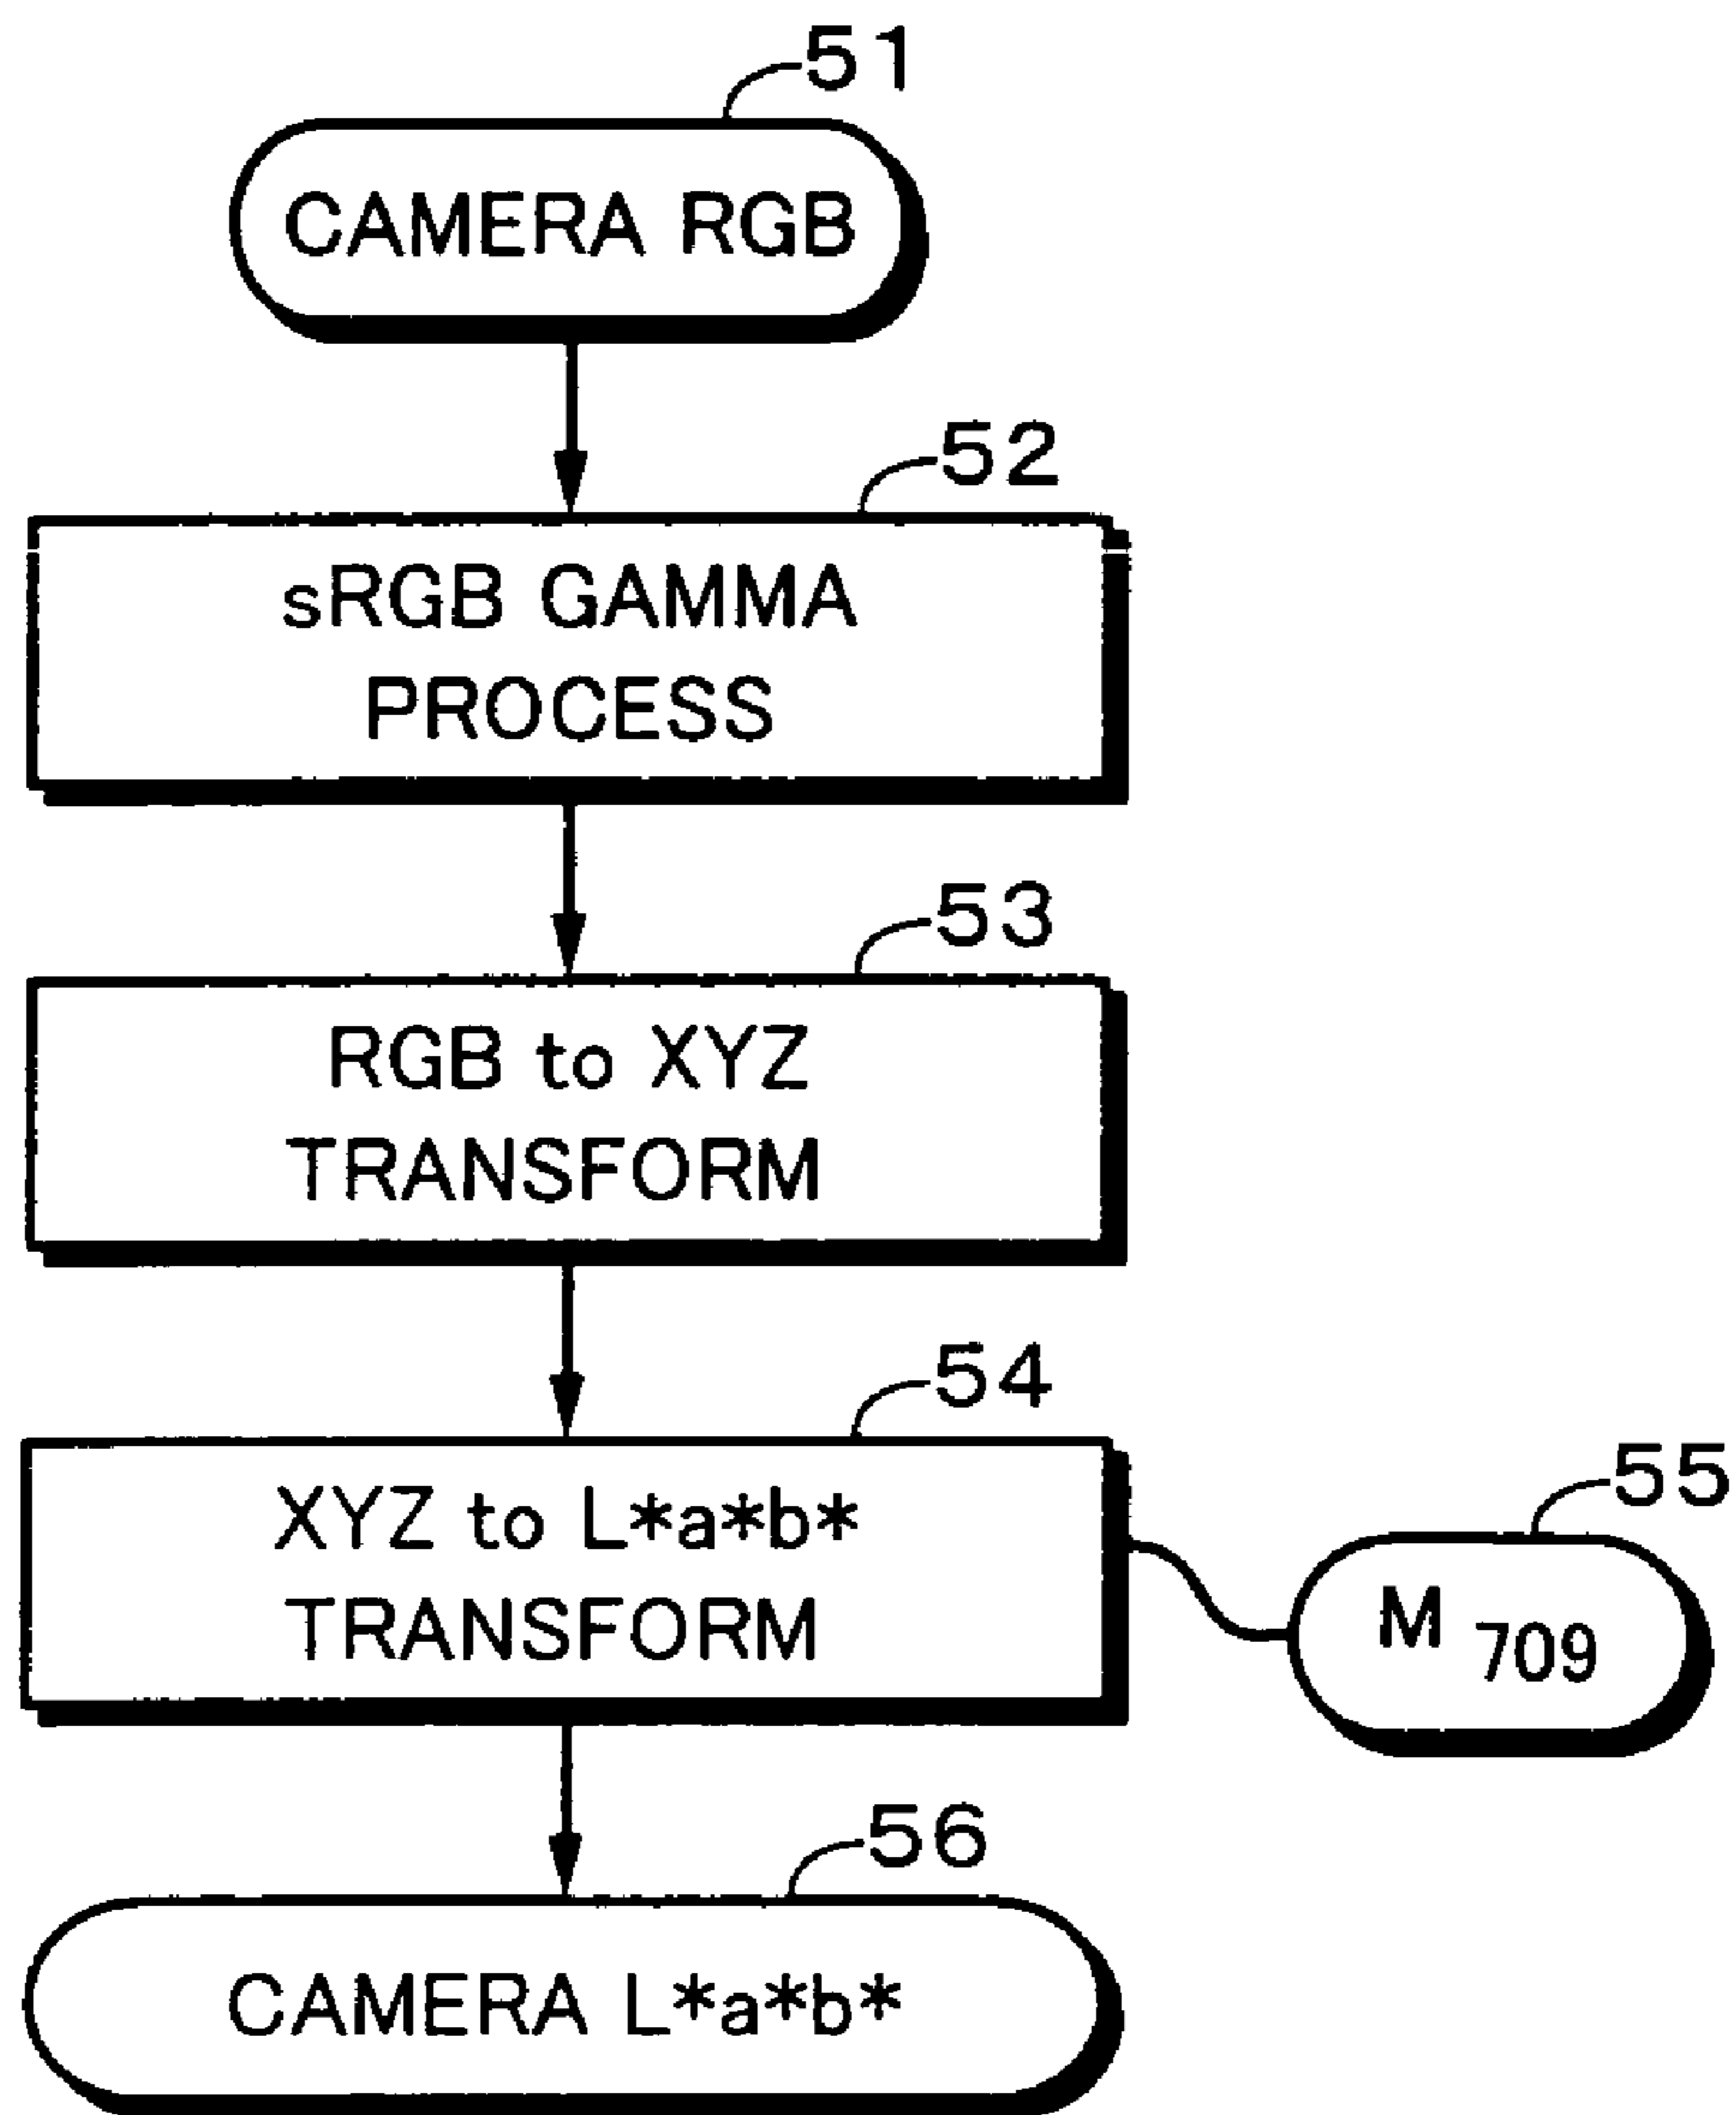 51
CAMERA RGB
52
sRGB GAMMA
PROCESS
53
RGB to XYZ
TRANSFORM
54
XYZ to L*a*b*
TRANSFORM
55
M 709
56
CAMERA L*a*b*